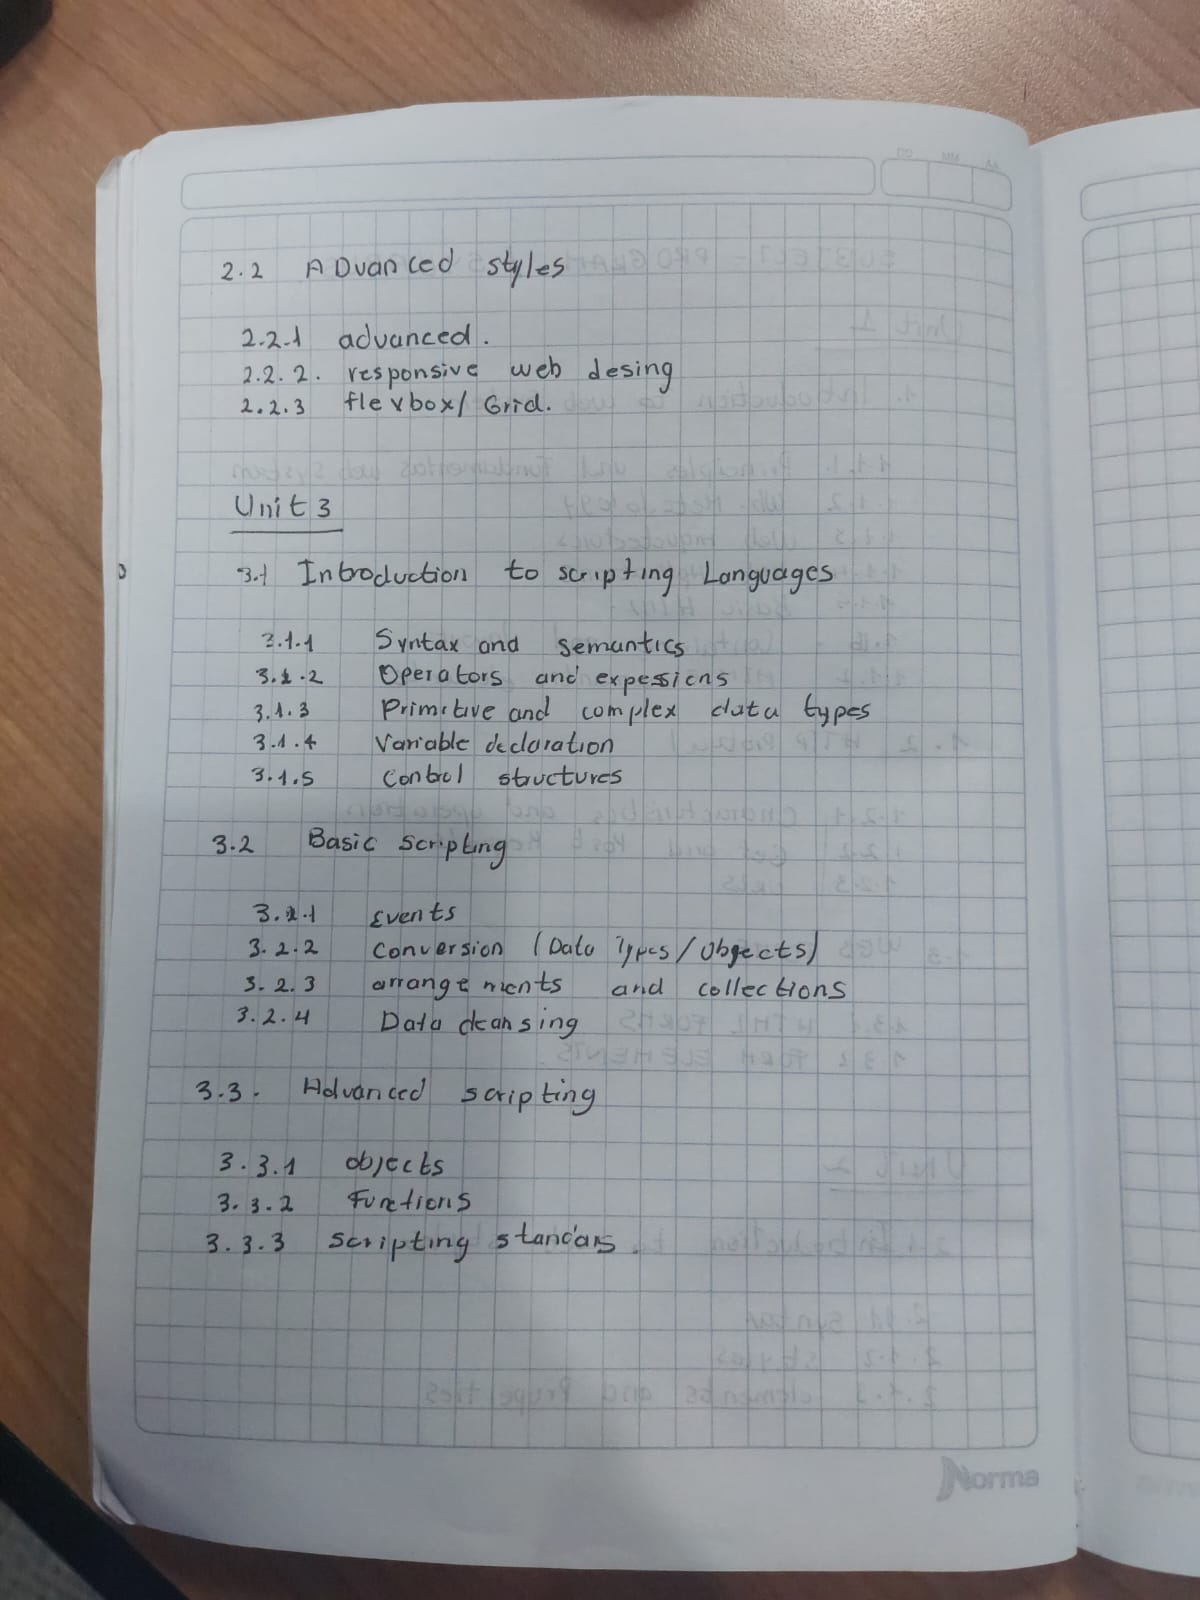 2.2 ADvanced styles
2.2.1 advanced.
2.2.2. responsive web desing
2.2.3 flexbox/Grid.
Unit 3
3.1 Introduction to scripting Languages
3.1.1 Syntax and semantics
3.1.2 Operators and expessions
3.1.3 Primitive and complex data types
3.1.4 Variable declaration
3.1.5 Control structures
3.2 Basic scripting
3.2.1 Events
3.2.2 Conversion (Data Types/Objects)
3.2.3 arrangements and collections
3.2.4 Data cleansing
3.3. Advanced scripting
3.3.1 objects
3.3.2 Functions
3.3.3 scripting standars
Norma